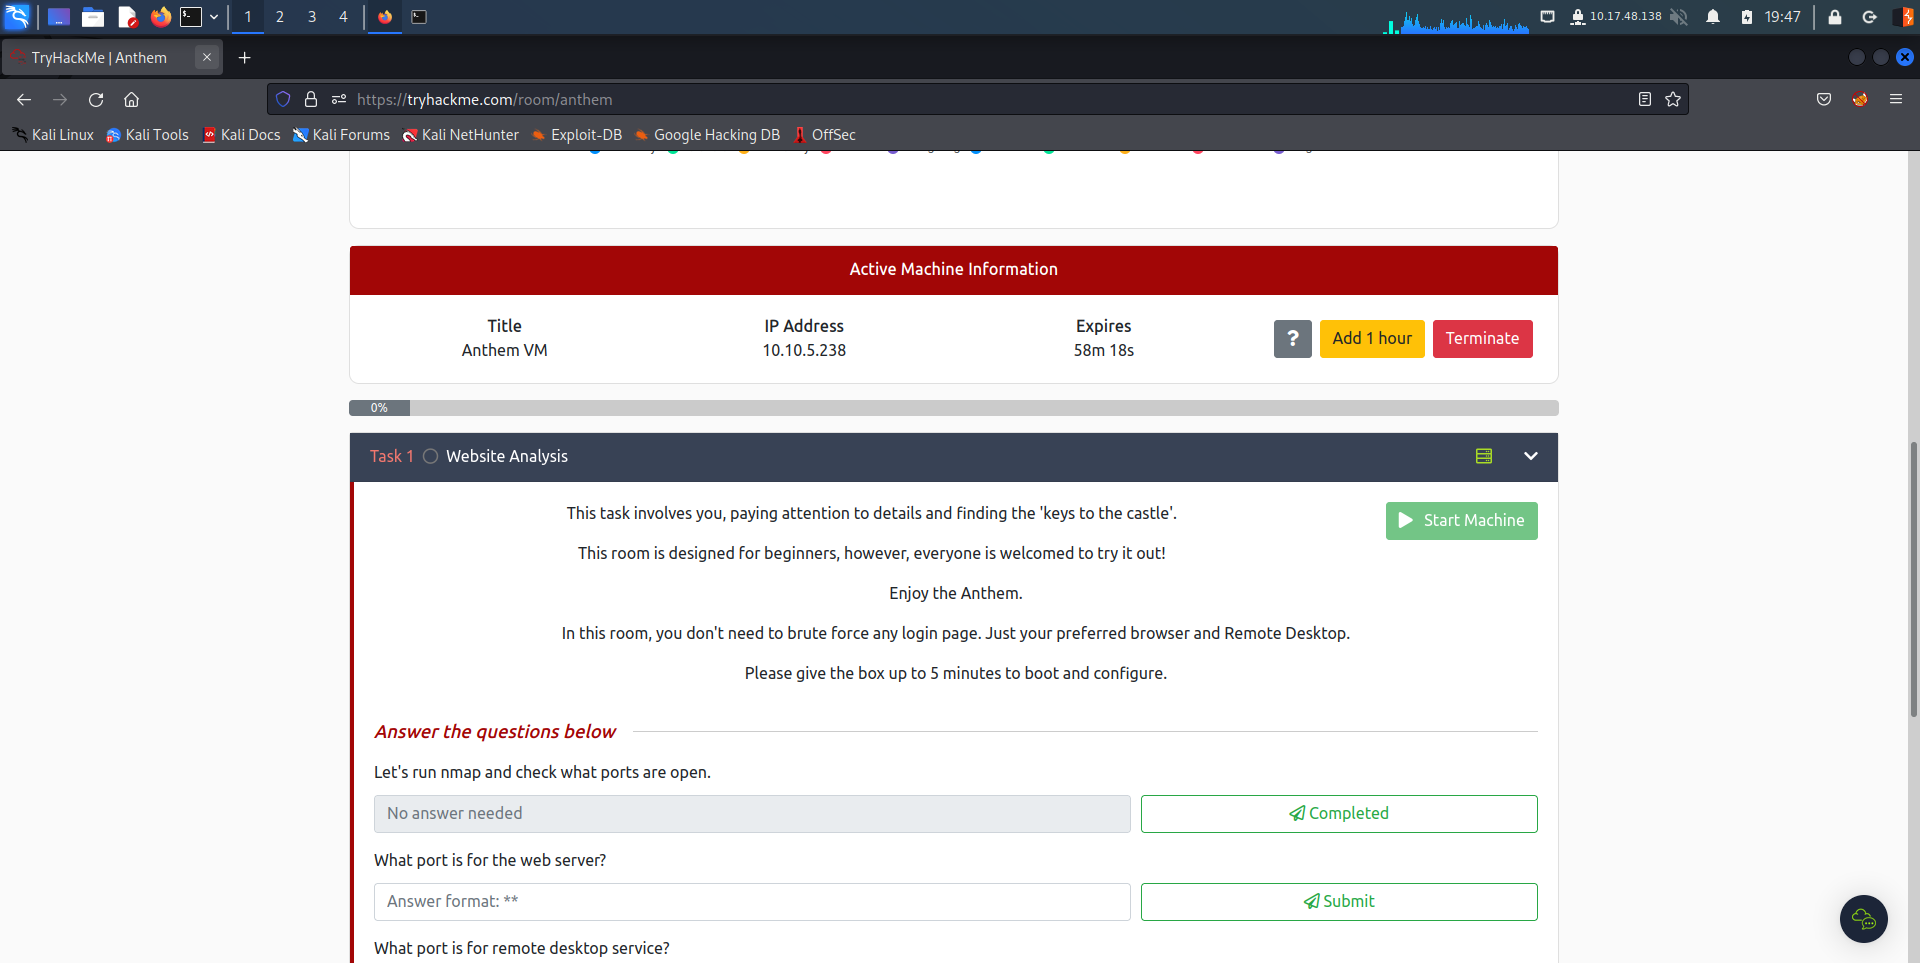 1 2 3 4 10.17.48.138 19:47
TryHackMe | Anthem
https://tryhackme.com/room/anthem
Kali Linux Kali Tools Kali Docs Kali Forums Kali NetHunter Exploit-DB Google Hacking DB OffSec
Active Machine Information
Title IP Address Expires
Anthem VM 10.10.5.238 58m 18s
? Add 1 hour Terminate
0%
Task 1 Website Analysis
This task involves you, paying attention to details and finding the 'keys to the castle'.
Start Machine
This room is designed for beginners, however, everyone is welcomed to try it out!
Enjoy the Anthem.
In this room, you don't need to brute force any login page. Just your preferred browser and Remote Desktop.
Please give the box up to 5 minutes to boot and configure.
Answer the questions below
Let's run nmap and check what ports are open.
No answer needed Completed
What port is for the web server?
Answer format: ** Submit
What port is for remote desktop service?